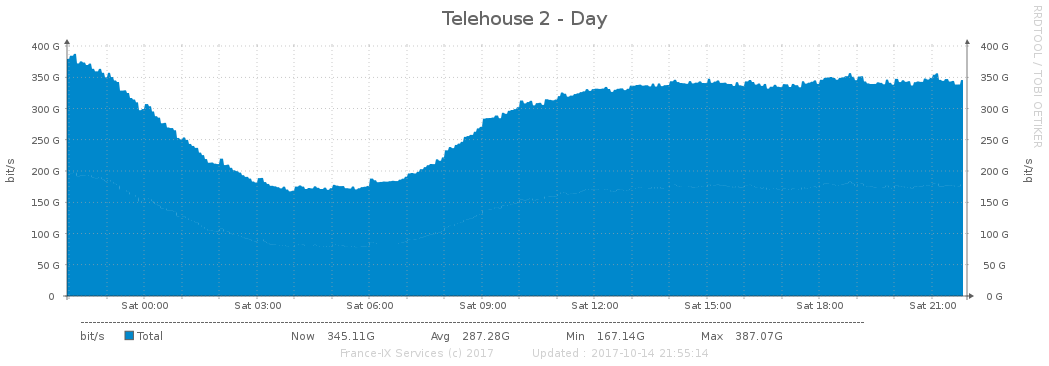 Telehouse 2 - Day
RRDTOOL / TOBI OETIKER
400 G 400 G
350 G 350 G
300 G 300 G
250 G 250 G
200 G 200 G
150 G 150 G
100 G 100 G
50 G 50 G
0 0 G
bit/s
bit/s
Sat 00:00 Sat 03:00 Sat 06:00 Sat 09:00 Sat 12:00 Sat 15:00 Sat 18:00 Sat 21:00
bit/s Total Now 345.11G Avg 287.28G Min 167.14G Max 387.07G
France-IX Services (c) 2017 Updated : 2017-10-14 21:55:14